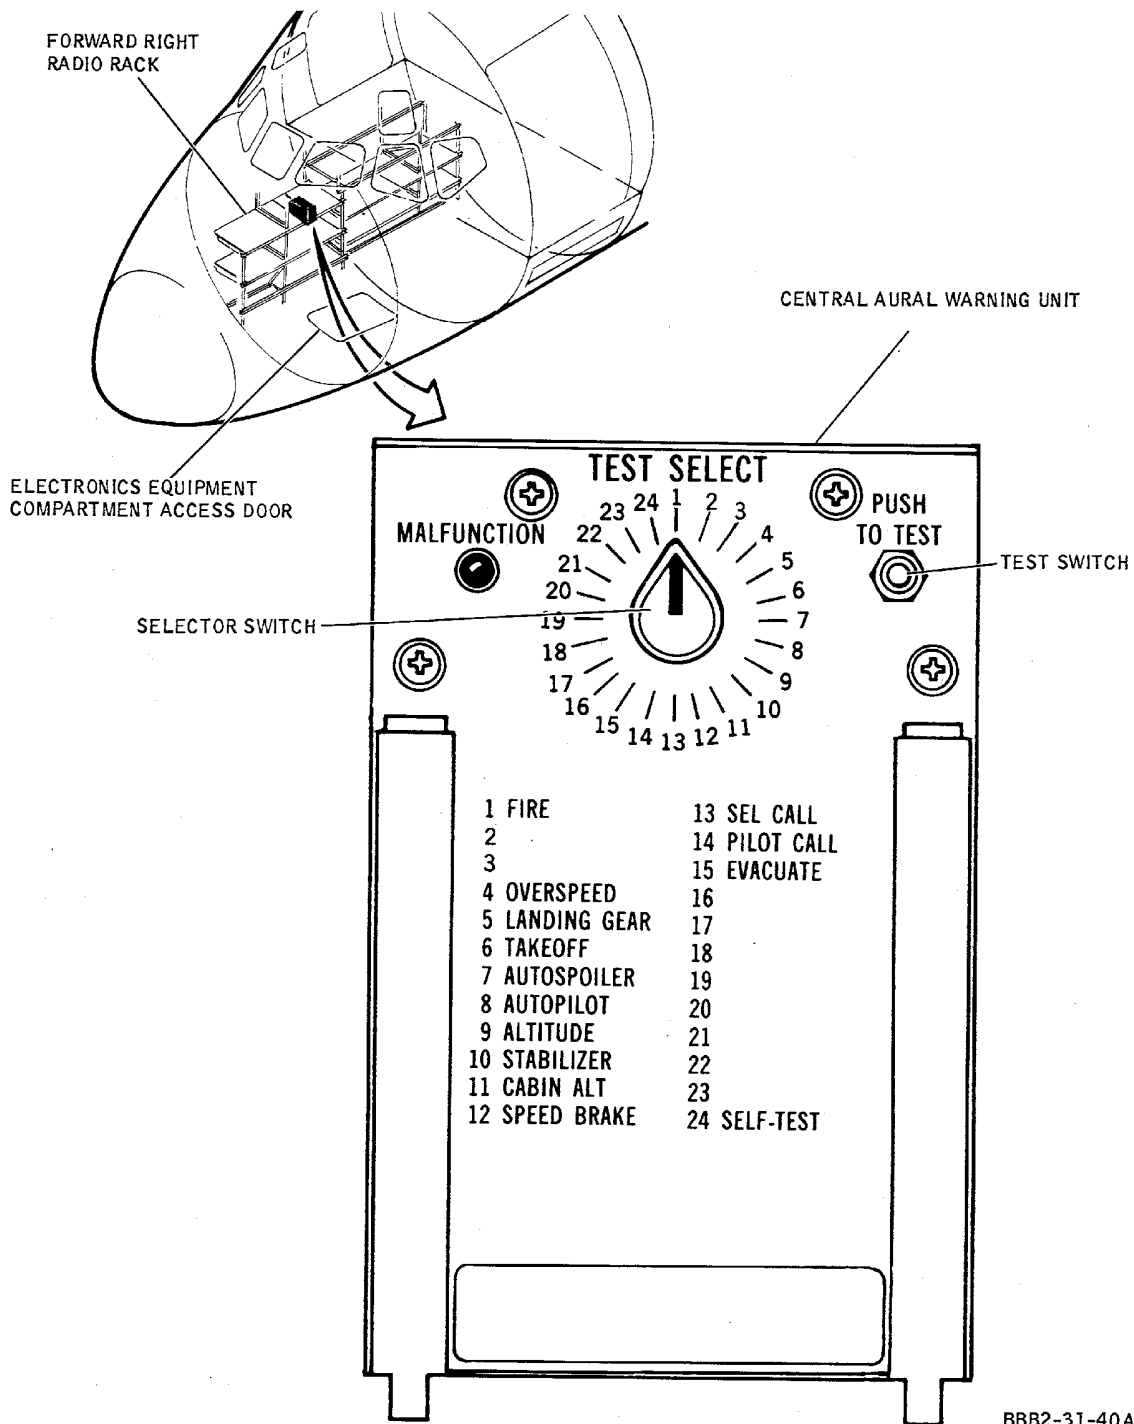 FORWARD RIGHT
RADIO RACK
CENTRAL AURAL WARNING UNIT
ELECTRONICS EQUIPMENT
COMPARTMENT ACCESS DOOR
TEST SELECT
MALFUNCTION
PUSH
TO TEST
TEST SWITCH
SELECTOR SWITCH
1
2
3
4
5
6
7
8
9
10
11
12
13
14
15
16
17
18
19
20
21
22
23
24
1 FIRE
2
3
4 OVERSPEED
5 LANDING GEAR
6 TAKEOFF
7 AUTOSPOILER
8 AUTOPILOT
9 ALTITUDE
10 STABILIZER
11 CABIN ALT
12 SPEED BRAKE
13 SEL CALL
14 PILOT CALL
15 EVACUATE
16
17
18
19
20
21
22
23
24 SELF-TEST
BBB2-31-40A